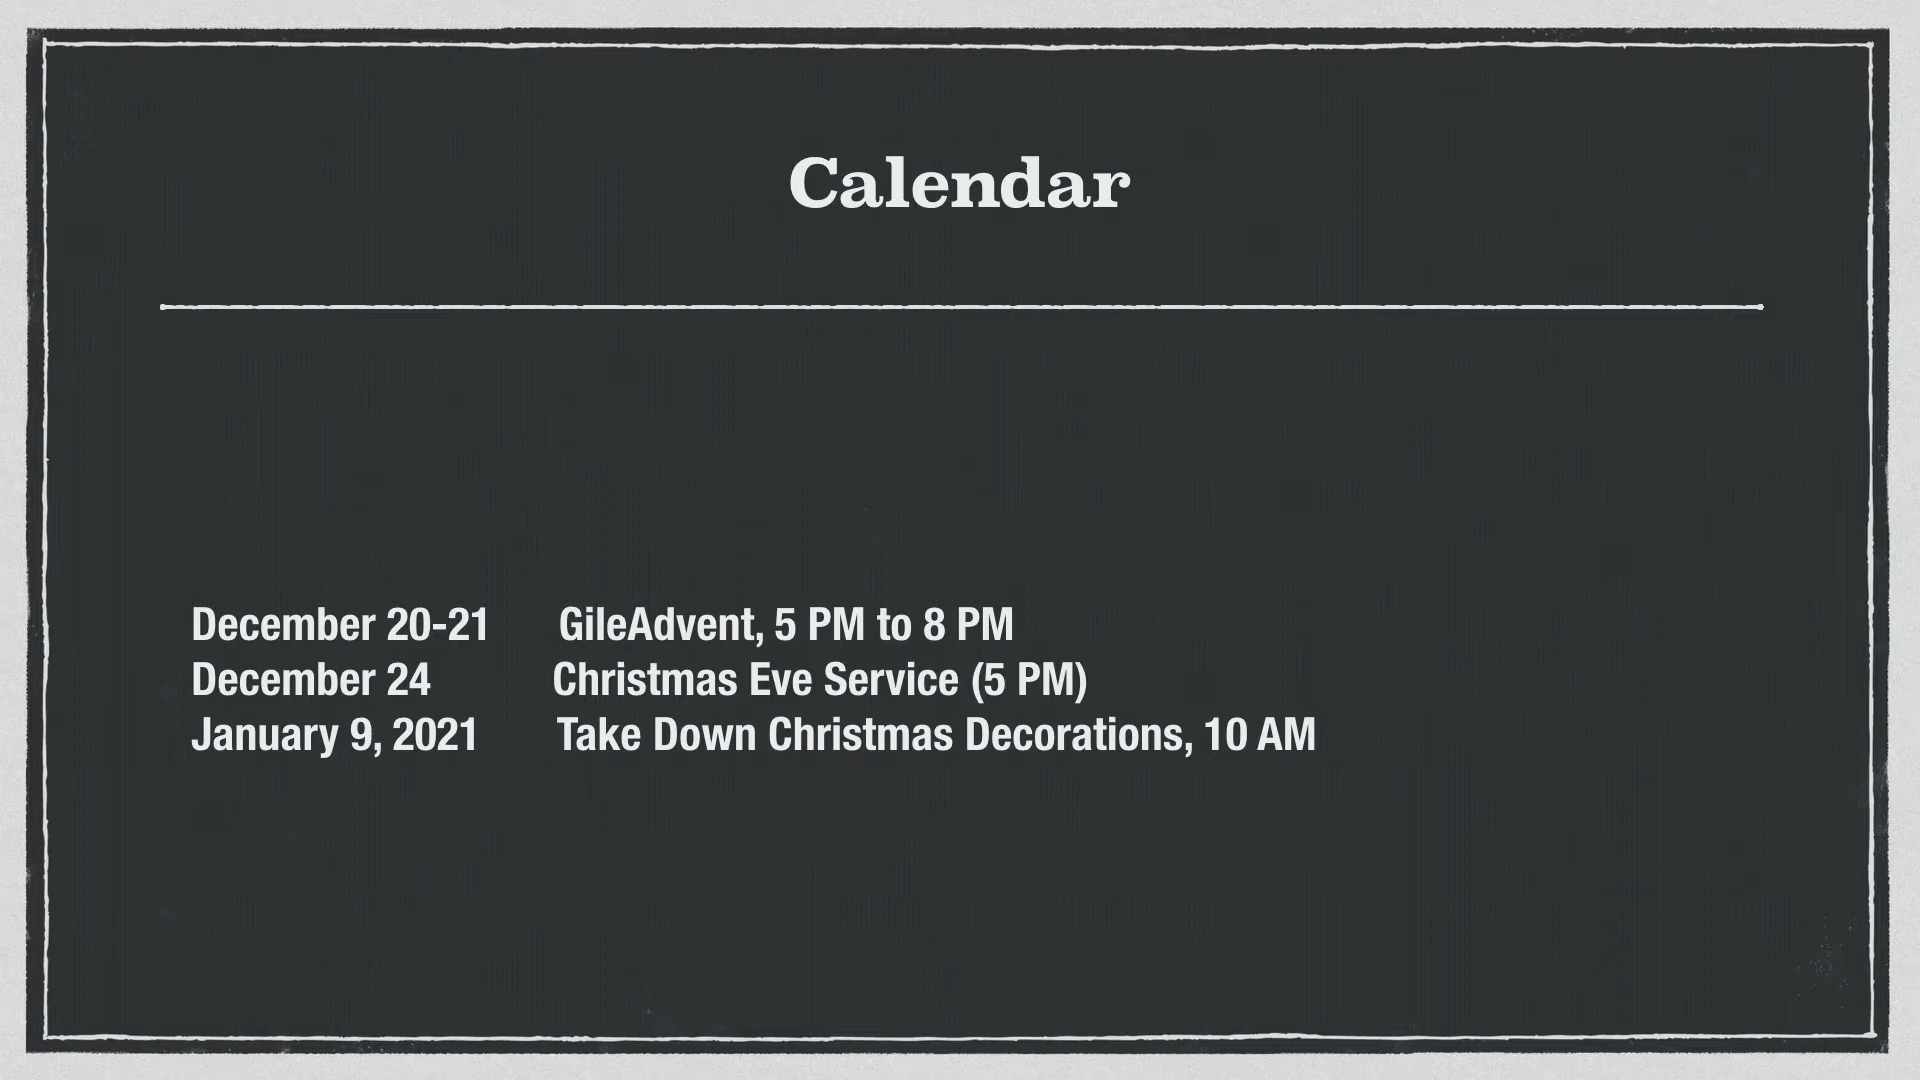 Calendar
December 20-21 GileAdvent, 5 PM to 8 PM
December 24 Christmas Eve Service (5 PM)
January 9, 2021 Take Down Christmas Decorations, 10 AM